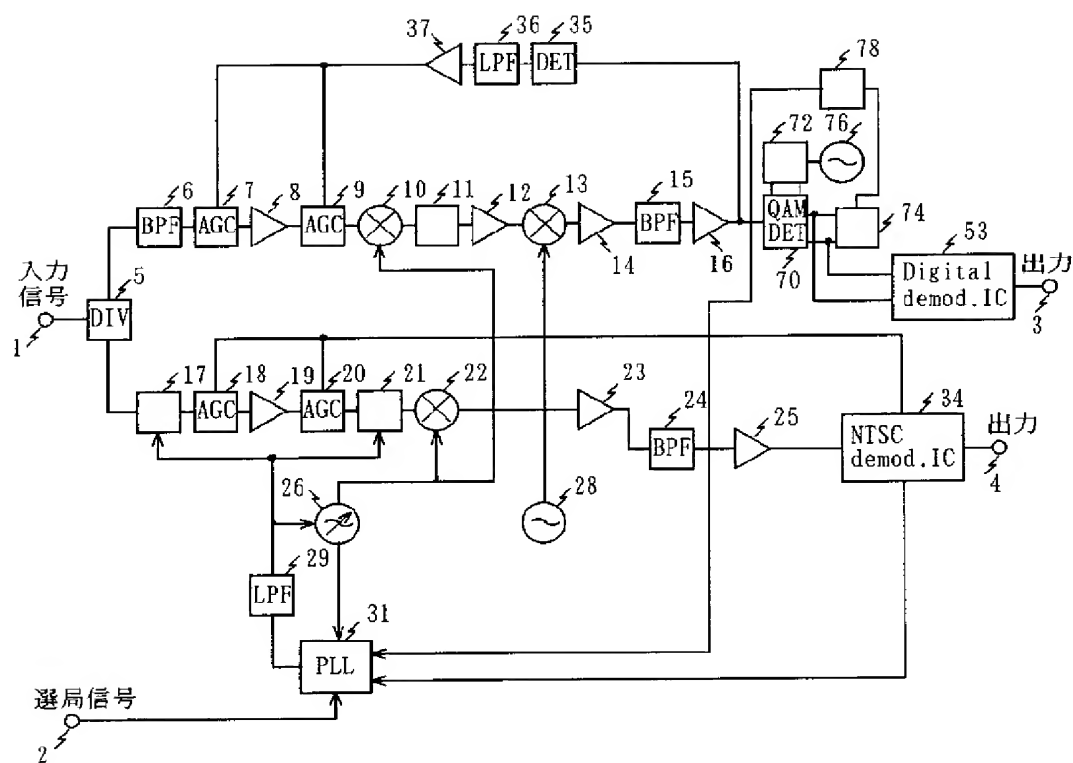 37
36
35
LPF
DET
78
72
76
6
7
8
9
10
11
12
13
15
BPF
AGC
AGC
BPF
QAM
DET
14
16
70
74
53
入力
信号
5
1
DIV
Digital
demod.IC
出力
3
17
18
19
20
21
22
23
24
25
34
AGC
AGC
BPF
NTSC
demod.IC
出力
4
26
28
29
LPF
31
PLL
選局信号
2